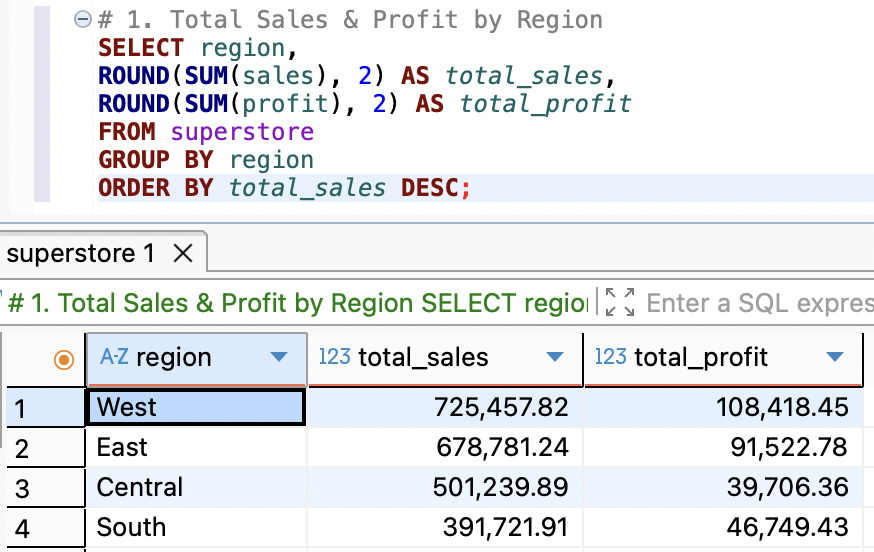 # 1. Total Sales & Profit by Region
SELECT region,
ROUND(SUM(sales), 2) AS total_sales,
ROUND(SUM(profit), 2) AS total_profit
FROM superstore
GROUP BY region
ORDER BY total_sales DESC;
superstore 1
# 1. Total Sales & Profit by Region SELECT regio Enter a SQL expres
A-Z region 123 total_sales 123 total_profit
1 West 725,457.82 108,418.45
2 East 678,781.24 91,522.78
3 Central 501,239.89 39,706.36
4 South 391,721.91 46,749.43